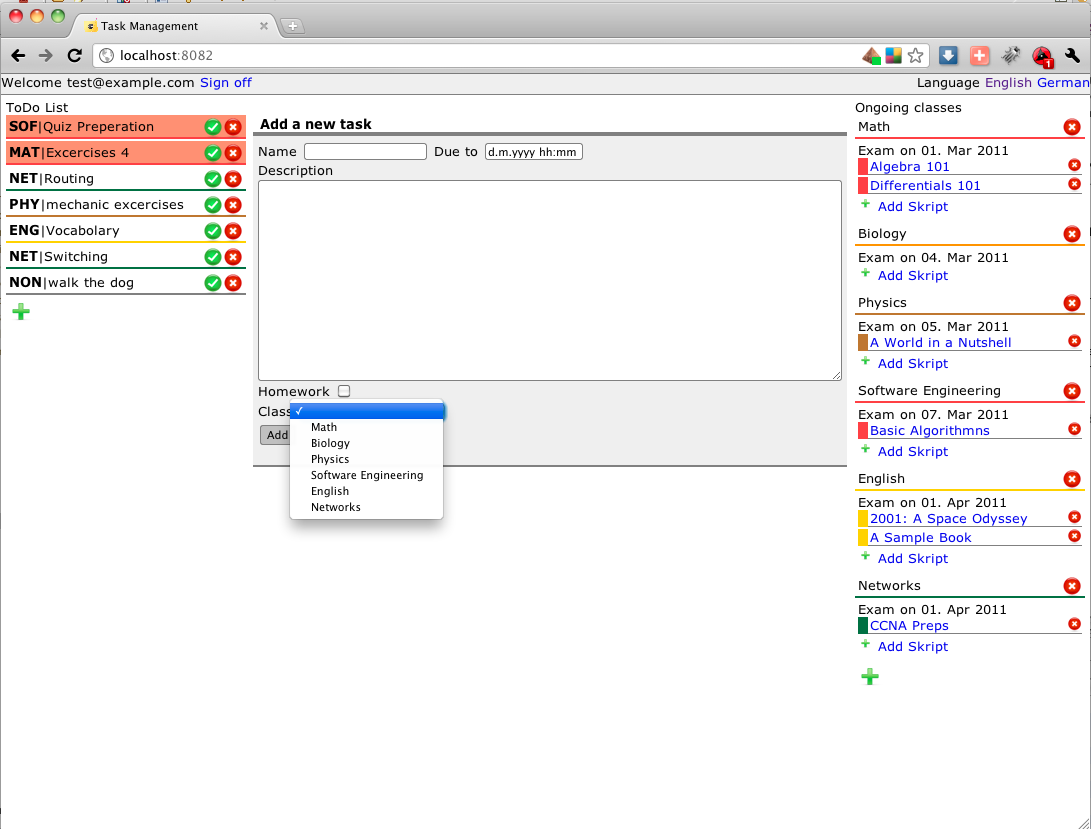 Task Management
localhost:8082
1
Welcome test@example.com Sign off
Language English German
ToDo List
SOF|Quiz Preperation
MAT|Excercises 4
NET|Routing
PHY|mechanic excercises
ENG|Vocabolary
NET|Switching
NON|walk the dog
Add a new task
Name Due to d.m.yyyy hh:mm
Description
Homework
Class
Math
Biology
Physics
Software Engineering
English
Networks
Add
Ongoing classes
Math
Exam on 01. Mar 2011
Algebra 101
Differentials 101
Add Skript
Biology
Exam on 04. Mar 2011
Add Skript
Physics
Exam on 05. Mar 2011
A World in a Nutshell
Add Skript
Software Engineering
Exam on 07. Mar 2011
Basic Algorithmns
Add Skript
English
Exam on 01. Apr 2011
2001: A Space Odyssey
A Sample Book
Add Skript
Networks
Exam on 01. Apr 2011
CCNA Preps
Add Skript